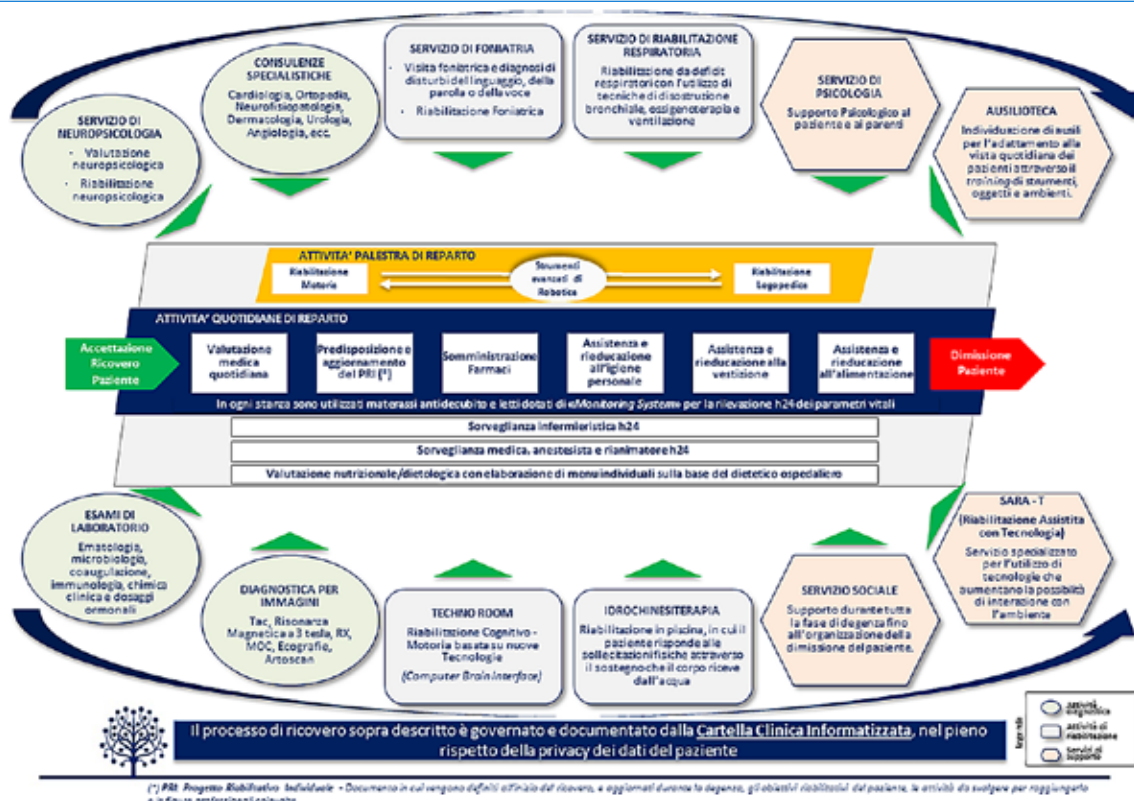 SERVIZIO DI
NEUROPSICOLOGIA
- Valutazione
neuropsicologica
- Riabilitazione
neuropsicologica
CONSULENZE
SPECIALISTICHE
Cardiologia, Ortopedia,
Neurofisiopatologia,
Dermatologia, Urologia,
Angiologia, ecc.
SERVIZIO DI FONIATRIA
- Visita foniatrica e diagnosi di
disturbi del linguaggio, della
parola o della voce
- Riabilitazione Foniatrica
SERVIZIO DI RIABILITAZIONE
RESPIRATORIA
Riabilitazione da deficit
respiratori con l'utilizzo di
tecniche di disostruzione
bronchiale, ossigenoterapia e
ventilazione
SERVIZIO DI
PSICOLOGIA
Supporto Psicologico al
paziente e ai parenti
AUSILIOTECA
Individuazione di ausili
per l'adattamento alla
vista quotidiana dei
pazienti attraverso il
training di strumenti,
oggetti e ambienti.
ATTIVITA' PALESTRA DI REPARTO
Riabilitazione
Motoria
Strumenti
avanzati di
Robotica
Riabilitazione
Logopedica
ATTIVITA' QUOTIDIANE DI REPARTO
Accettazione
Ricovero
Paziente
Valutazione
medica
quotidiana
Predisposizione e
aggiornamento
del PRI (*)
Somministrazione
Farmaci
Assistenza e
rieducazione
all'igiene
personale
Assistenza e
rieducazione alla
vestizione
Assistenza e
rieducazione
all'alimentazione
Dimissione
Paziente
In ogni stanza sono utilizzati materassi antidecubito e letti dotati di «Monitoring System» per la rilevazione h24 dei parametri vitali
Sorveglianza infermieristica h24
Sorveglianza medica, anestesista e rianimatore h24
Valutazione nutrizionale/dietologica con elaborazione di menu individuali sulla base del dietetico ospedaliero
ESAMI DI
LABORATORIO
Ematologia,
microbiologia,
coagulazione,
immunologia, chimica
clinica e dosaggi
ormonali
DIAGNOSTICA PER
IMMAGINI
Tac, Risonanza
Magnetica a 3 tesla, RX,
MOC, Ecografie,
Artoscan
TECHNO ROOM
Riabilitazione Cognitivo -
Motoria basata su nuove
Tecnologie
(Computer Brain Interface)
IDROCHINESITERAPIA
Riabilitazione in piscina, in cui il
paziente risponde alle
sollecitazioni fisiche attraverso
il sostegno che il corpo riceve
dall'acqua
SERVIZIO SOCIALE
Supporto durante tutta
la fase di degenza fino
all'organizzazione della
dimissione del paziente.
SARA - T
(Riabilitazione Assistita
con Tecnologia)
Servizio specializzato
per l'utilizzo di
tecnologie che
aumentano la possibilità
di interazione con
l'ambiente
Il processo di ricovero sopra descritto è governato e documentato dalla Cartella Clinica Informatizzata, nel pieno
rispetto della privacy dei dati del paziente
legenda
Attività
diagnostica
Attività di
riabilitazione
Servizi di
supporto
(*) PRI: Progetto Riabilitativo Individuale - Documento in cui vengono definiti all'inizio del ricovero, e aggiornati durante la degenza, gli obiettivi riabilitativi del paziente, le attività da svolgere per raggiungerlo